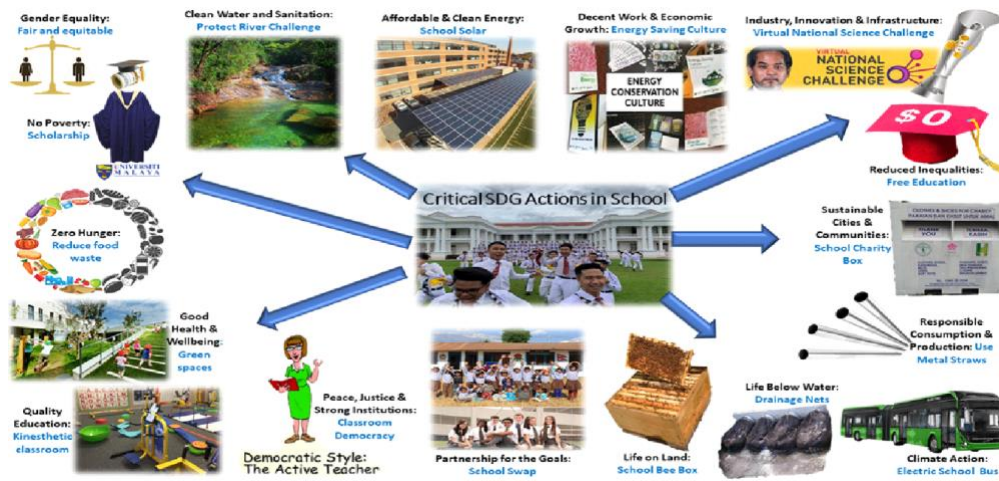 Gender Equality:
Fair and equitable
Clean Water and Sanitation:
Protect River Challenge
Affordable & Clean Energy:
School Solar
Decent Work & Economic
Growth: Energy Saving Culture
Industry, Innovation & Infrastructure:
Virtual National Science Challenge
ENERGY
CONSERVATION
CULTURE
VIRTUAL
NATIONAL
SCIENCE
CHALLENGE
No Poverty:
Scholarship
UNIVERSITI
MALAYA
$0
Reduced Inequalities:
Free Education
Critical SDG Actions in School
Zero Hunger:
Reduce food
waste
Sustainable
Cities &
Communities:
School Charity
Box
THANK
YOU
TERIMA
KASIH
Good
Health &
Wellbeing:
Green
spaces
Responsible
Consumption &
Production: Use
Metal Straws
Quality
Education:
Kinesthetic
classroom
Peace, Justice &
Strong Institutions:
Classroom
Democracy
Democratic Style:
The Active Teacher
Partnership for the Goals:
School Swap
Life on Land:
School Bee Box
Life Below Water:
Drainage Nets
Climate Action:
Electric School Bus